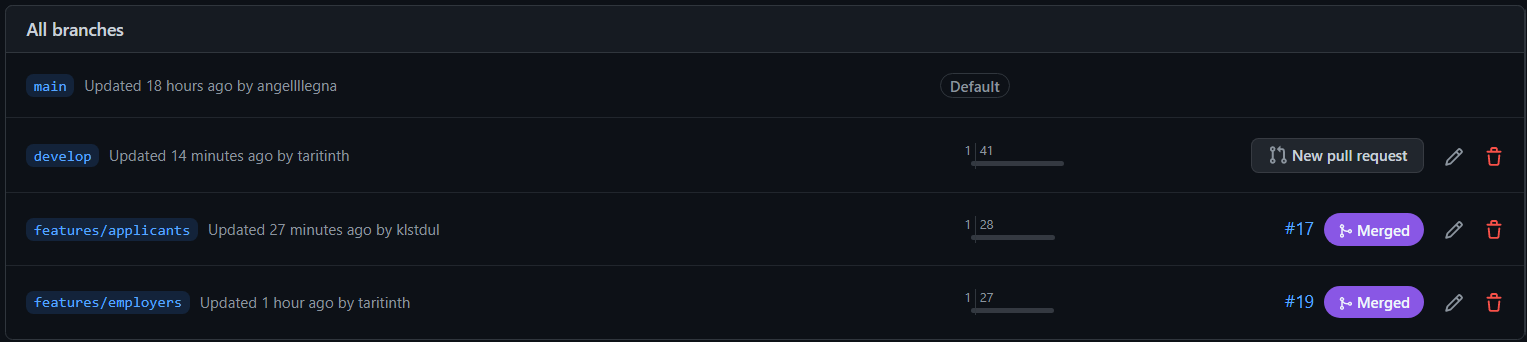 All branches
main Updated 18 hours ago by angellllegna Default
develop Updated 14 minutes ago by taritinth 1 41 New pull request
features/applicants Updated 27 minutes ago by klstdul 1 28 #17 Merged
features/employers Updated 1 hour ago by taritinth 1 27 #19 Merged